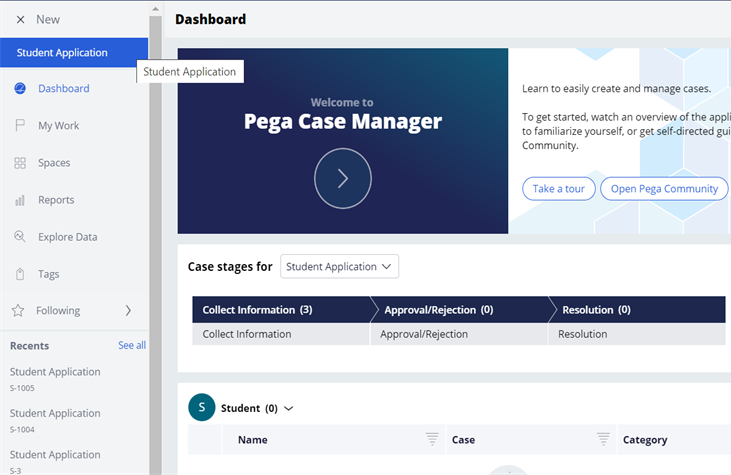 New
Student Application
Student Application
Dashboard
My Work
Spaces
Reports
Explore Data
Tags
Following
Recents See all
Student Application
S-1005
Student Application
S-1004
Student Application
S-3
Dashboard
Welcome to
Pega Case Manager
Learn to easily create and manage cases.
To get started, watch an overview of the
to familiarize yourself, or get self-directed
Community.
Take a tour Open Pega Community
Case stages for Student Application
Collect Information (3) Approval/Rejection (0) Resolution (0)
Collect Information Approval/Rejection Resolution
S Student (0)
Name Case Category